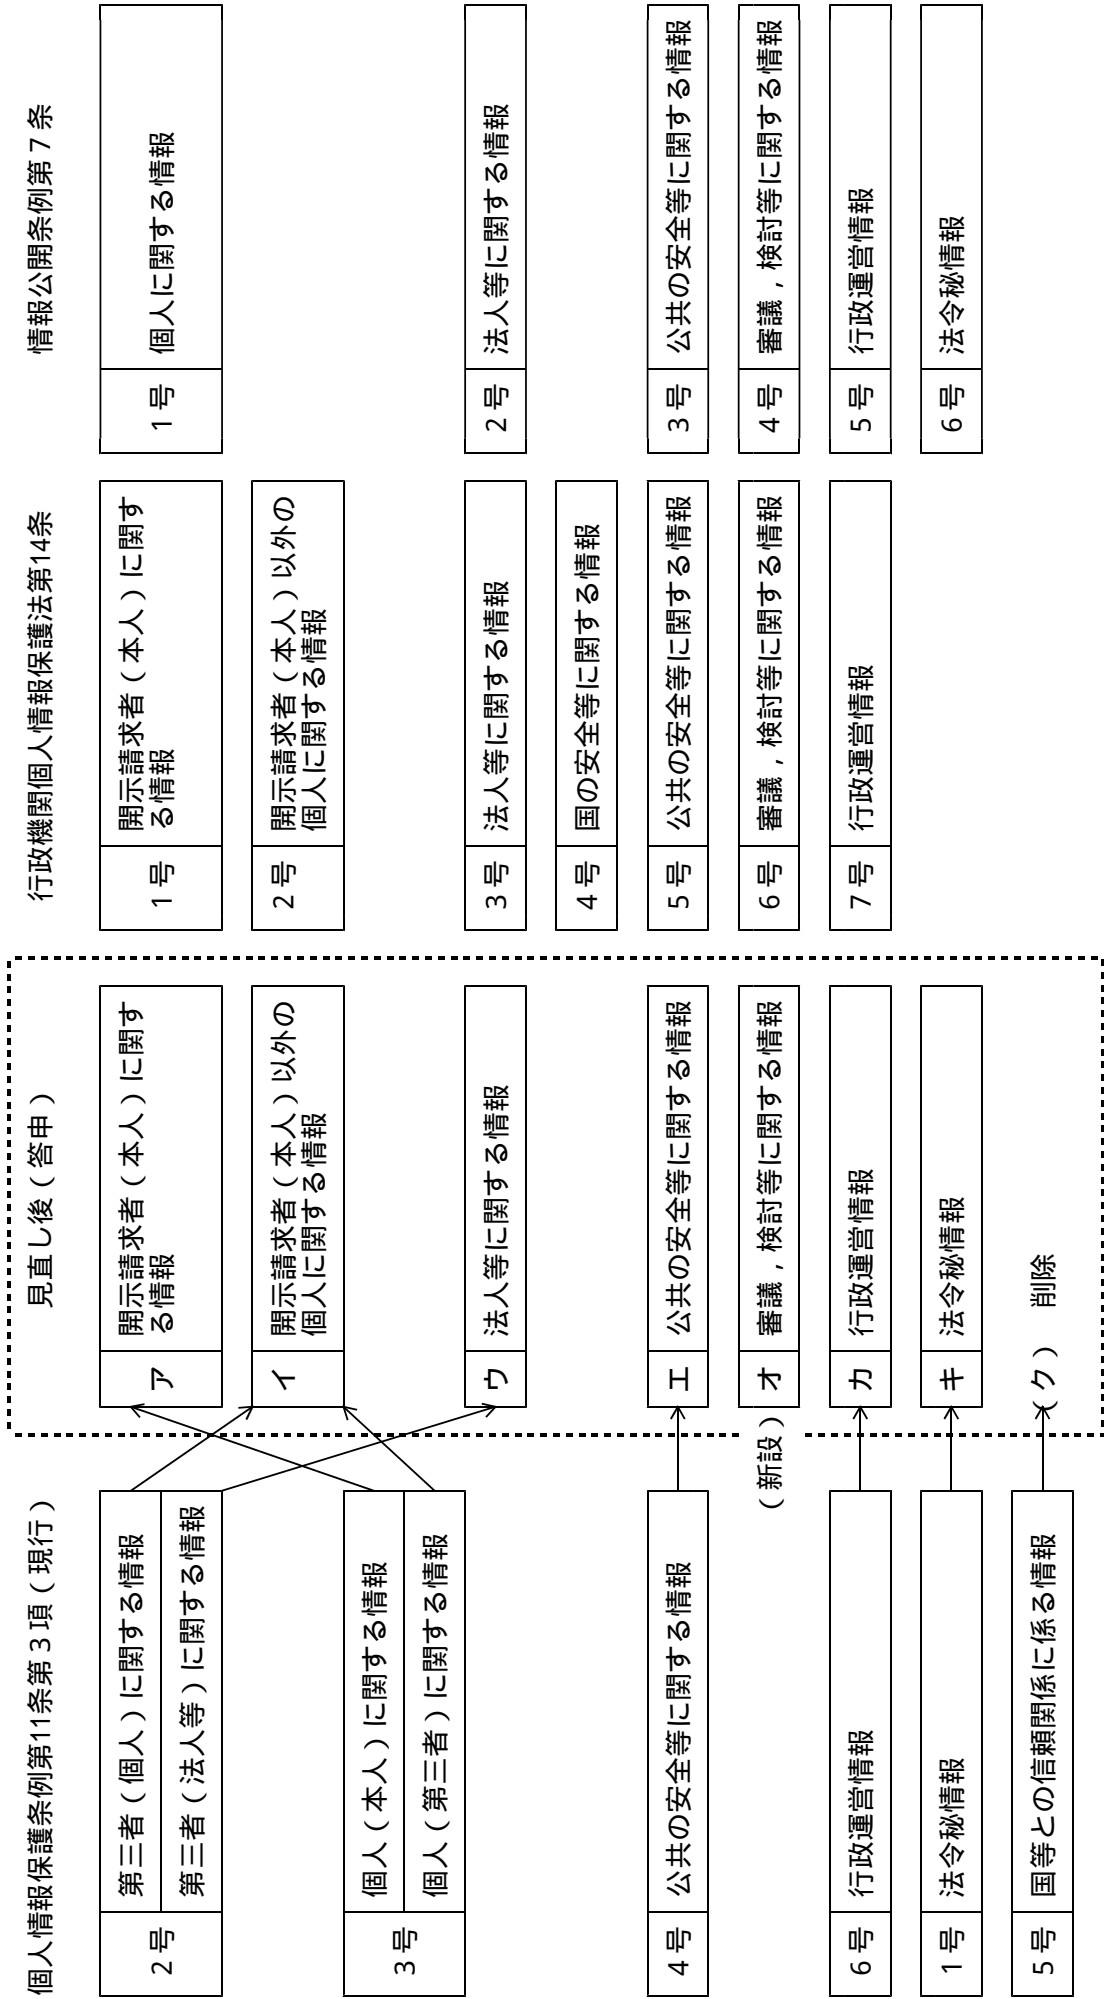 個人情報保護条例第11条第３項（現行）
2号
第三者（個人）に関する情報
第三者（法人等）に関する情報
3号
個人（本人）に関する情報
個人（第三者）に関する情報
4号
公共の安全等に関する情報
6号
行政運営情報
1号
法令秘情報
5号
国等との信頼関係に係る情報
見直し後（答申）
ア
開示請求者（本人）に関す
る情報
イ
開示請求者（本人）以外の
個人に関する情報
ウ
法人等に関する情報
エ
公共の安全等に関する情報
（新設）
オ
審議，検討等に関する情報
カ
行政運営情報
キ
法令秘情報
（ク）　削除
行政機関個人情報保護法第14条
1号
開示請求者（本人）に関す
る情報
2号
開示請求者（本人）以外の
個人に関する情報
3号
法人等に関する情報
4号
国の安全等に関する情報
5号
公共の安全等に関する情報
6号
審議，検討等に関する情報
7号
行政運営情報
情報公開条例第７条
1号
個人に関する情報
2号
法人等に関する情報
3号
公共の安全等に関する情報
4号
審議，検討等に関する情報
5号
行政運営情報
6号
法令秘情報